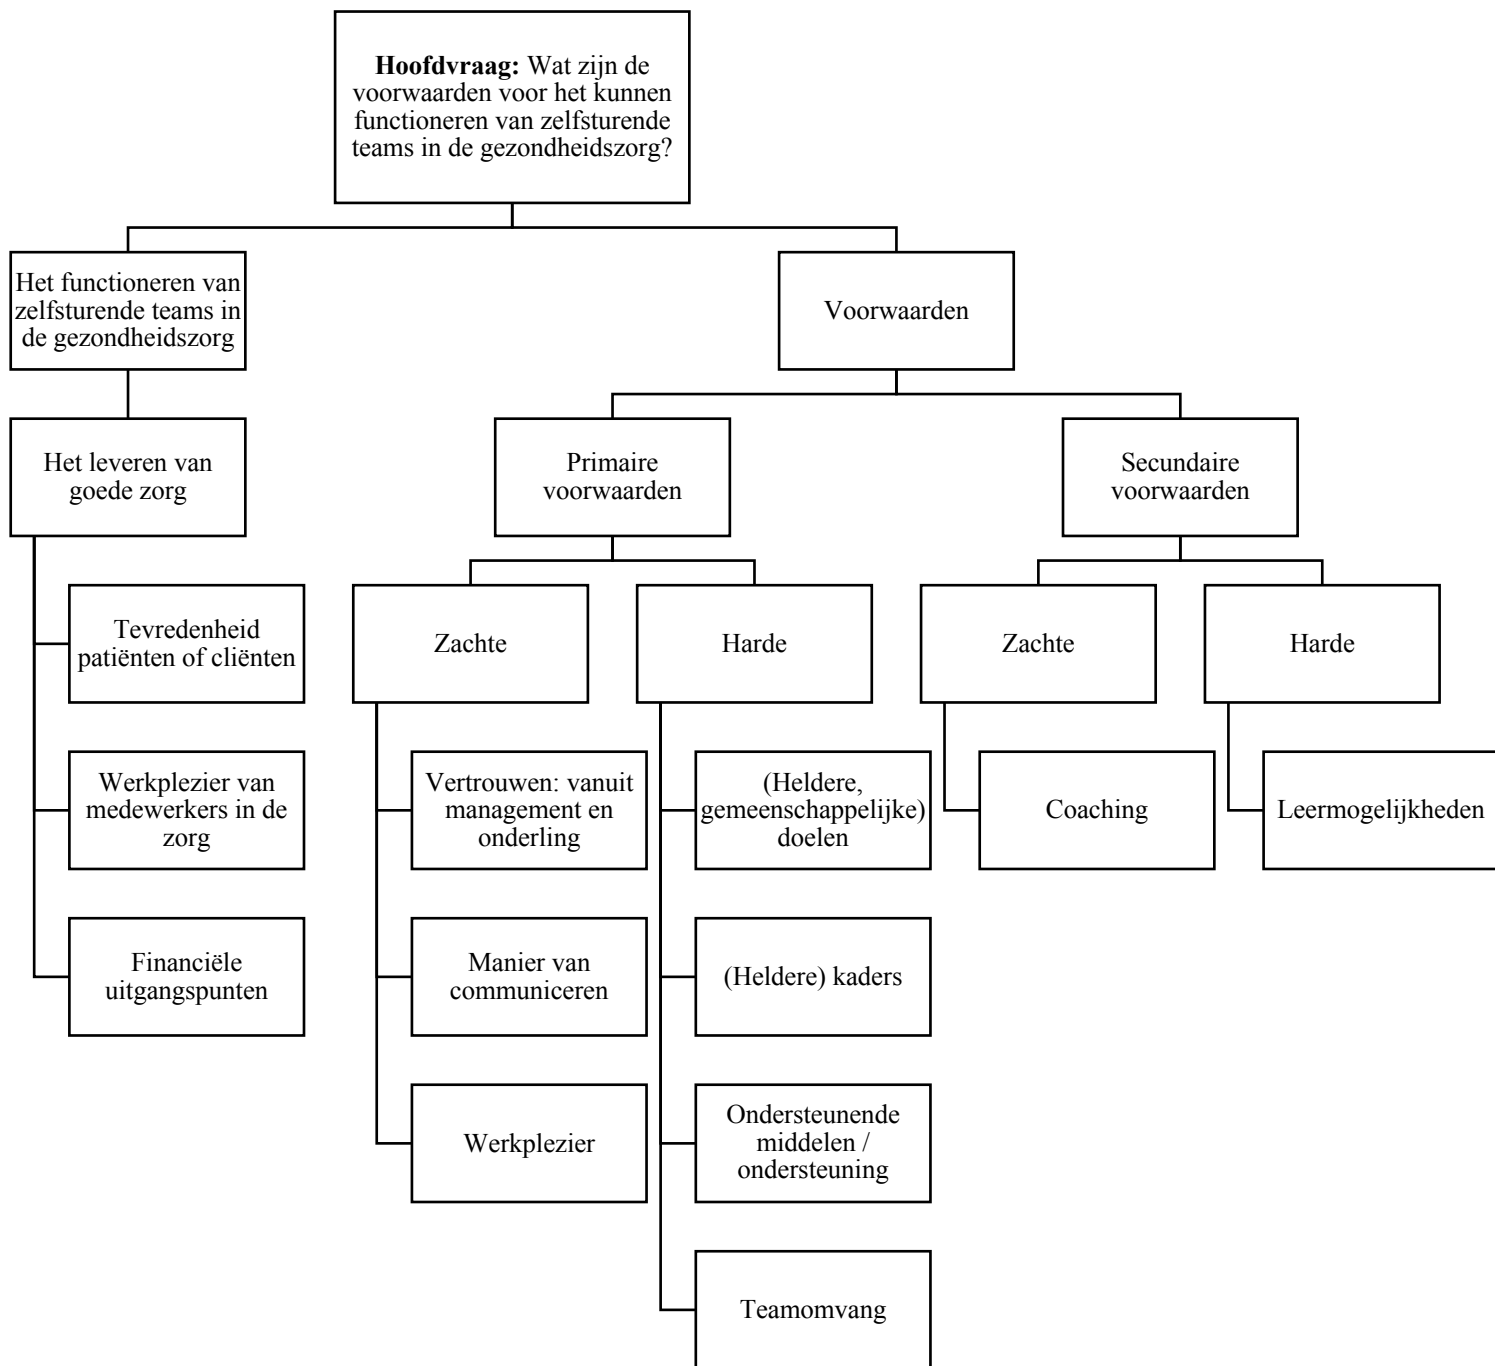 Hoofdvraag: Wat zijn de
voorwaarden voor het kunnen
functioneren van zelfsturende
teams in de gezondheidszorg?
Het functioneren van
zelfsturende teams in
de gezondheidszorg
Voorwaarden
Het leveren van
goede zorg
Primaire
voorwaarden
Secundaire
voorwaarden
Tevredenheid
patiënten of cliënten
Zachte
Harde
Zachte
Harde
Werkplezier van
medewerkers in de
zorg
Vertrouwen: vanuit
management en
onderling
(Heldere,
gemeenschappelijke)
doelen
Coaching
Leermogelijkheden
Financiële
uitgangspunten
Manier van
communiceren
(Heldere) kaders
Werkplezier
Ondersteunende
middelen /
ondersteuning
Teamomvang